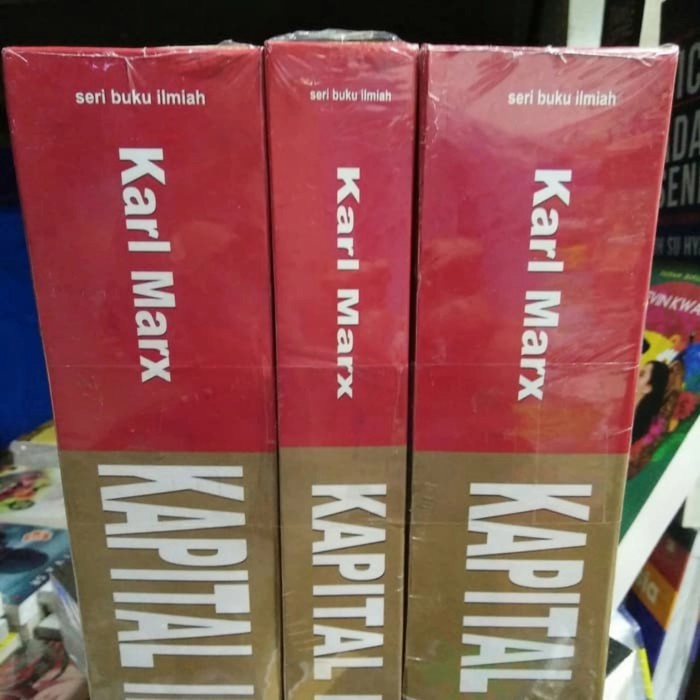 seri buku ilmiah
Karl Marx
KAPITAL
seri buku ilmiah
Karl Marx
KAPITAL
seri buku ilmiah
Karl Marx
KAPITAL